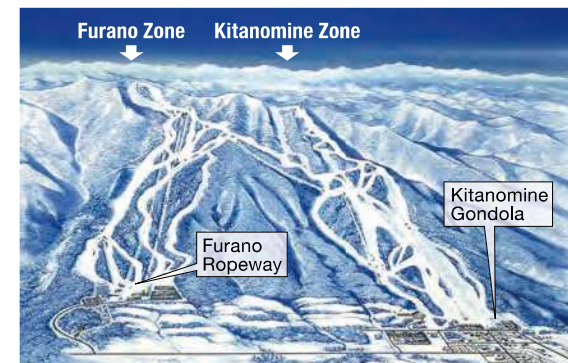 Furano Zone
Kitanomine Zone
Kitanomine
Gondola
Furano
Ropeway